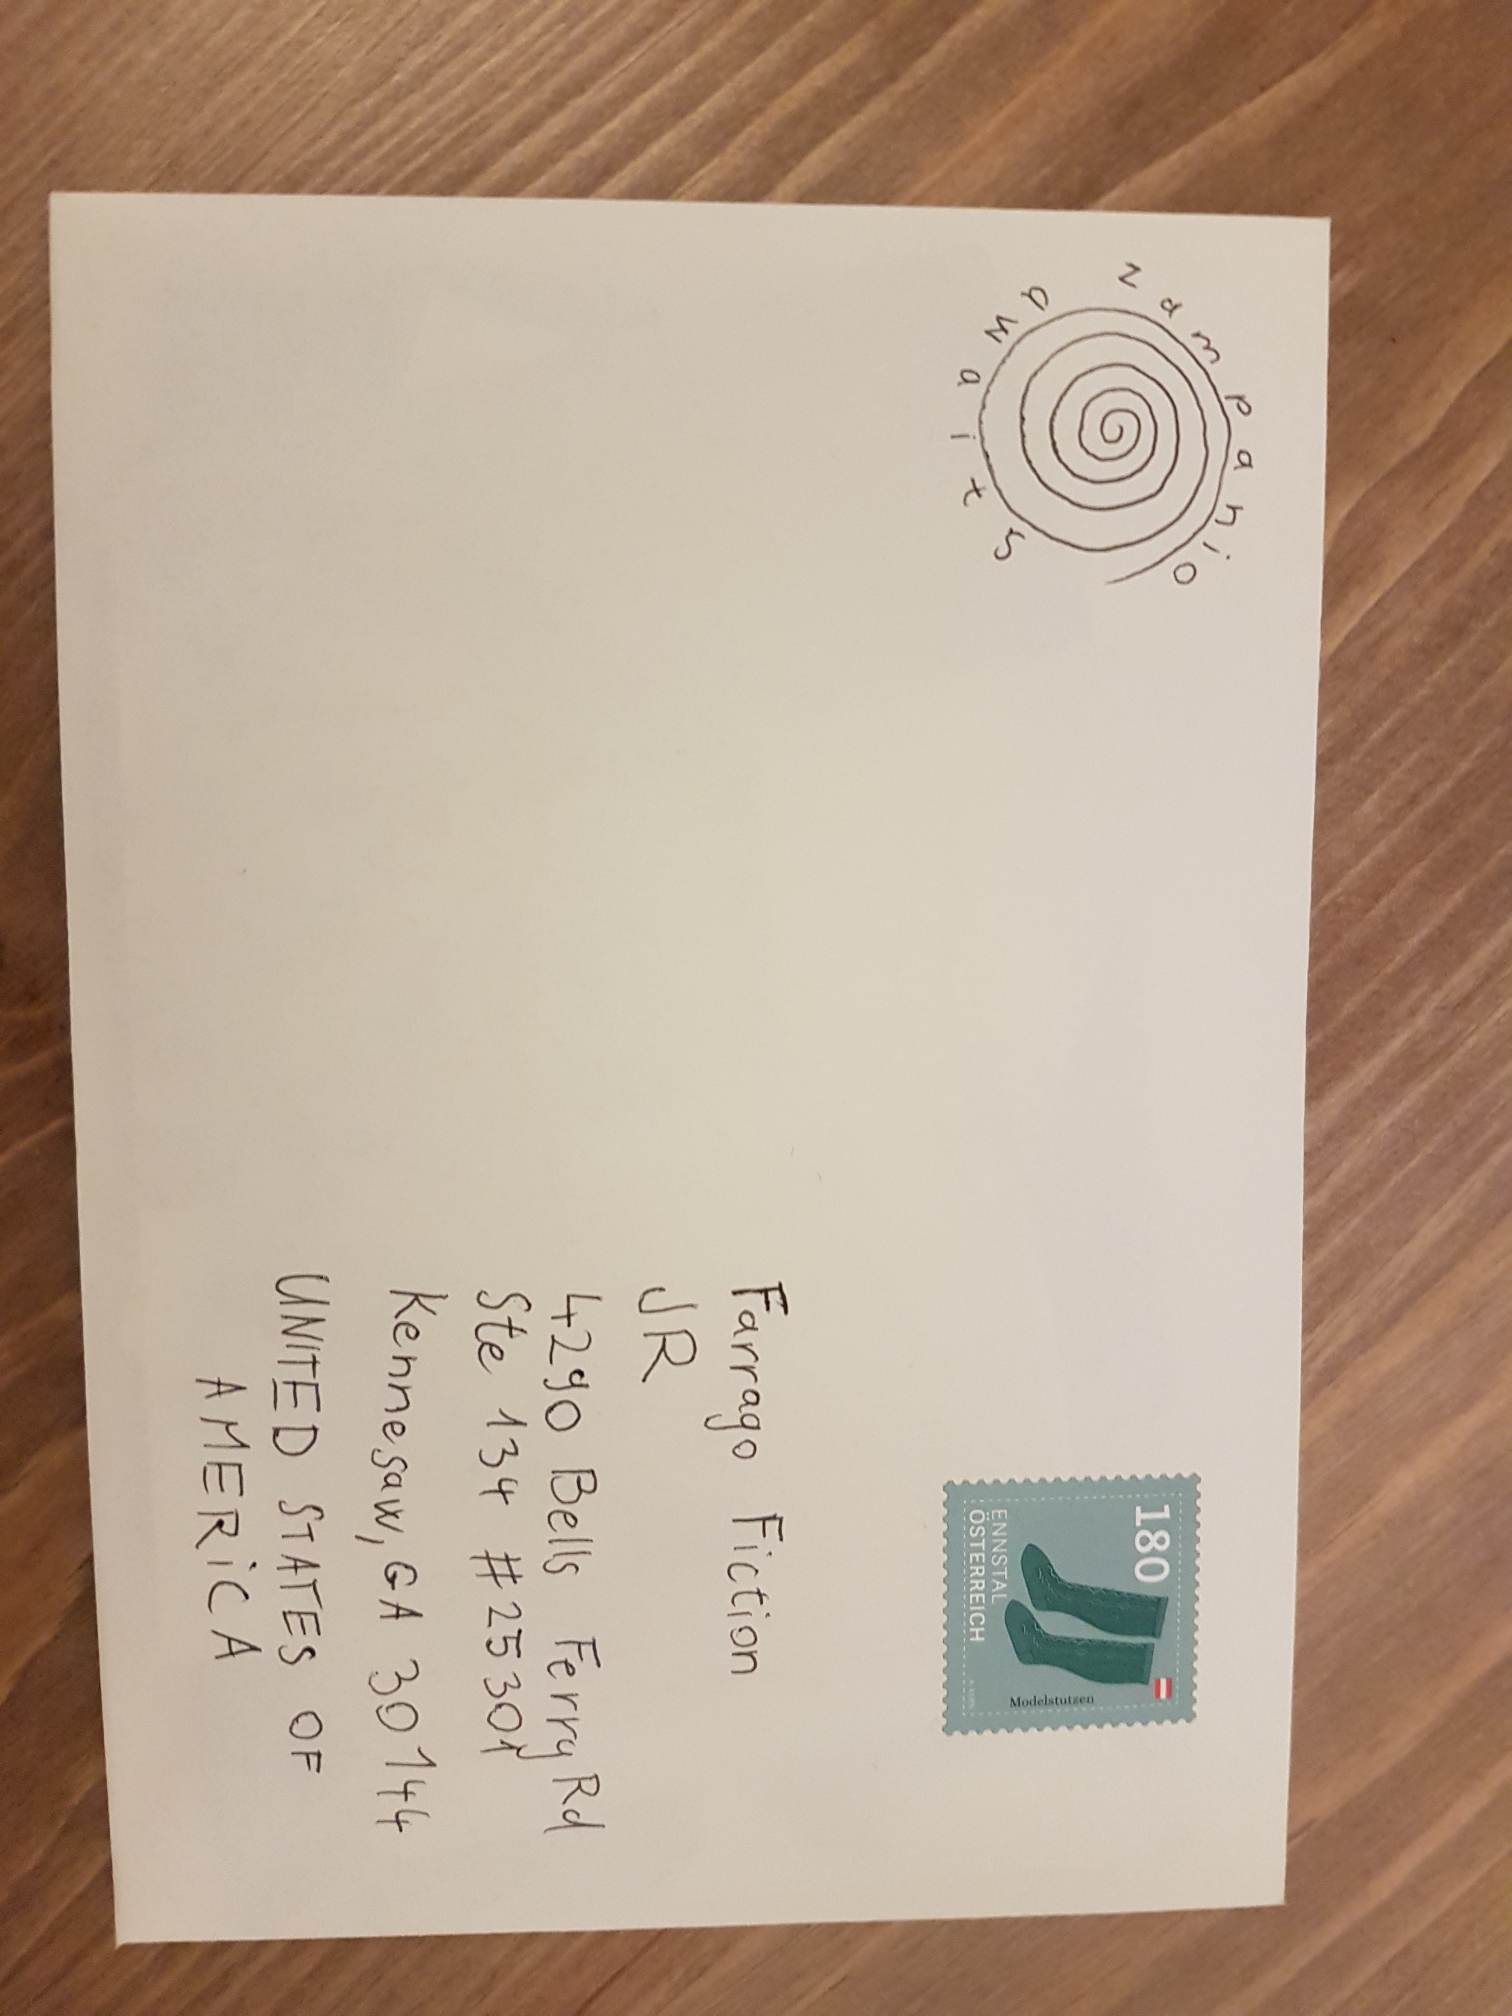 zampanio
awaits
180
ENNSTAL
ÖSTERREICH
Modelstutzen
Farrago Fiction
JR
4290 Bells Ferry Rd
Ste 134 #25301
Kennesaw, GA 30144
UNITED STATES OF
AMERiCA